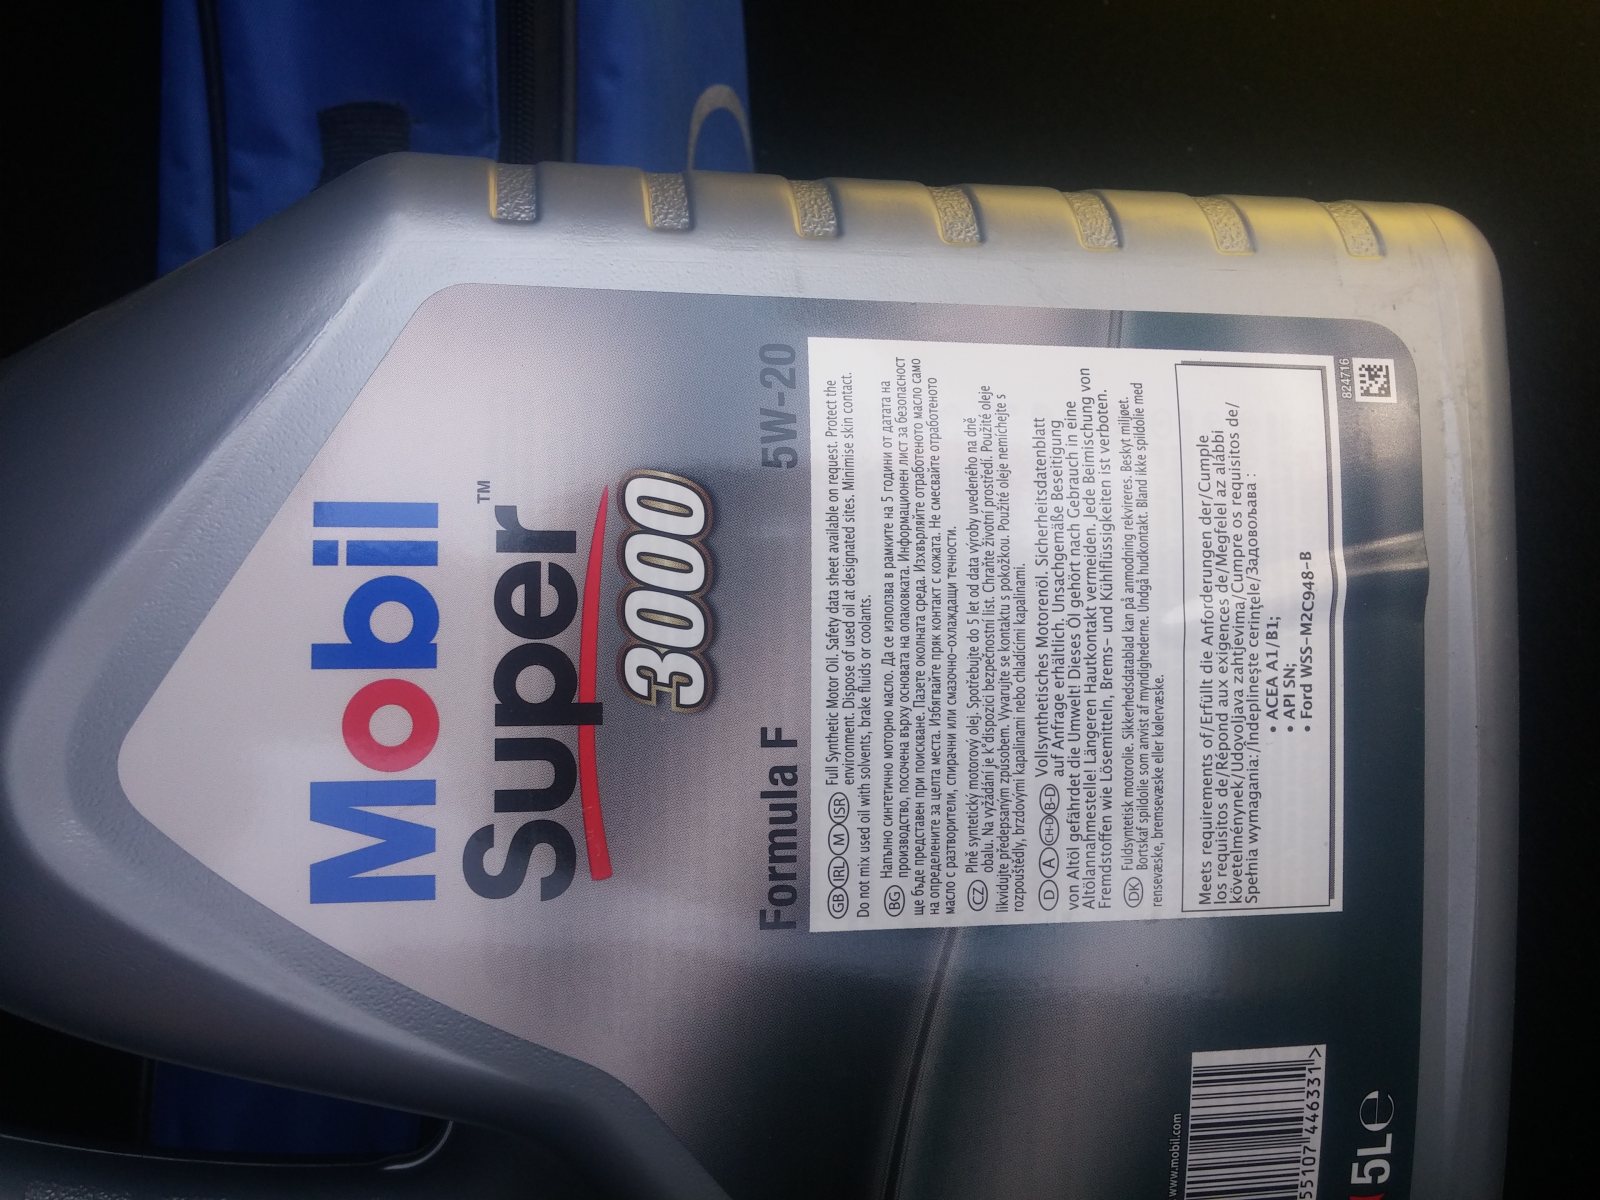 Mobil
Super™
3000
Formula F 5W-20
GB IRL M ISR Full Synthetic Motor Oil. Safety data sheet available on request. Protect the
environment. Dispose of used oil at designated sites. Minimise skin contact.
Do not mix used oil with solvents, brake fluids or coolants.
BG Напълно синтетично моторно масло. Да се използва в рамките на 5 години от датата на
производство, посочена върху основата на опаковката. Информационен лист за безопасност
ще бъде представен при поискване. Пазете околната среда. Изхвърляйте отработеното масло само
на определените за целта места. Избягвайте пряк контакт с кожата. Не смесвайте отработеното
масло с разтворители, спирачни или смазочно-охлаждащи течности.
CZ Plně syntetický motorový olej. Spotřebujte do 5 let od data výroby uvedeného na dně
obalu. Na vyžádání je k dispozici bezpečnostní list. Chraňte životní prostředí. Použité oleje
likvidujte předepsaným způsobem. Vyvarujte se kontaktu s pokožkou. Použité oleje nemíchejte s
rozpouštědly, brzdovými kapalinami nebo chladícími kapalinami.
D A CH-D B-D Vollsynthetisches Motorenöl. Sicherheitsdatenblatt
auf Anfrage erhältlich. Unsachgemäße Beseitigung
von Altöl gefährdet die Umwelt! Dieses Öl gehört nach Gebrauch in eine
Altölannahmestelle! Längeren Hautkontakt vermeiden. Jede Beimischung von
Fremdstoffen wie Lösemitteln, Brems- und Kühlflüssigkeiten ist verboten.
DK Fuldsyntetisk motorolie. Sikkerhedsdatablad kan på anmodning rekvireres. Beskyt miljøet.
Bortskaf spildolie som anvist af myndighederne. Undgå hudkontakt. Bland ikke spildolie med
rensevæske, bremsevæske eller kølervæske.
Meets requirements of/Erfüllt die Anforderungen der/Cumple
los requisitos de/Répond aux exigences de/Megfelel az alábbi
követelménynek/Udovoljava zahtjevima/Cumpre os requisitos de/
Spełnia wymagania:/îndeplinește cerințele/Задовољава :
• ACEA A1/B1;
• API SN;
• Ford WSS-M2C948-B
824716
www.mobil.com
55107 446331>
5Le